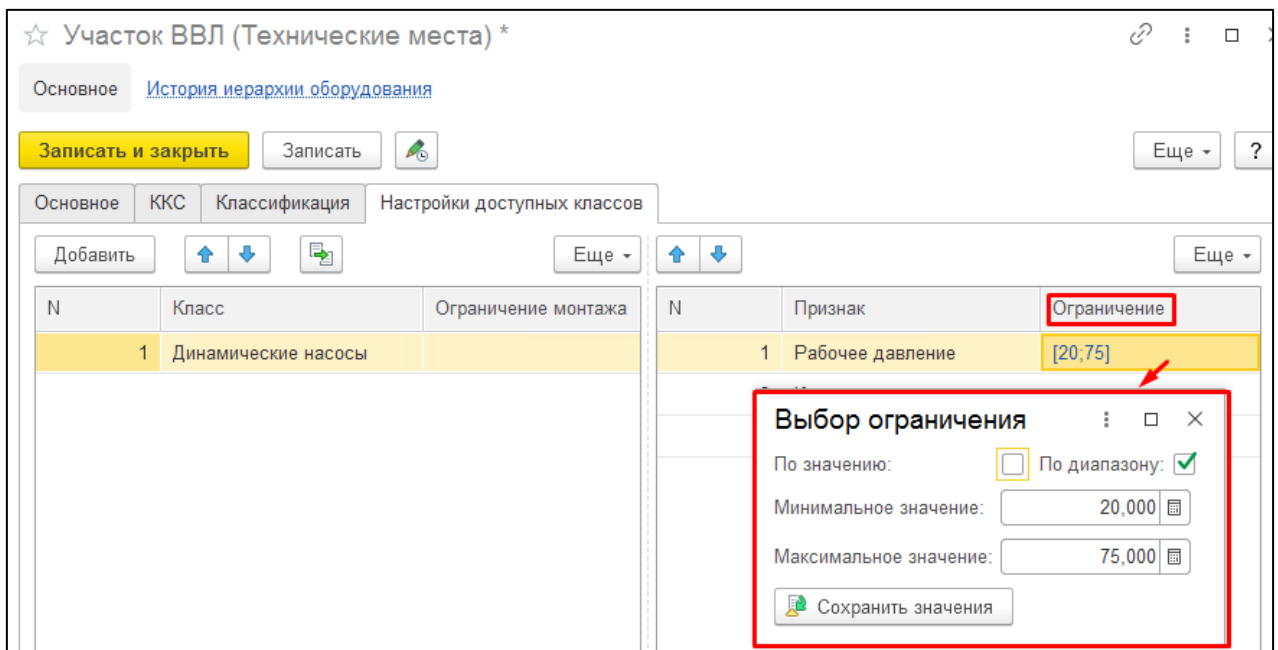 Участок ВВЛ (Технические места) *
Основное История иерархии оборудования
Записать и закрыть Записать Еще ?
Основное ККС Классификация Настройки доступных классов
Добавить Еще Еще
N Класс Ограничение монтажа N Признак Ограничение
1 Динамические насосы 1 Рабочее давление [20;75]
Выбор ограничения
По значению: По диапазону:
Минимальное значение: 20,000
Максимальное значение: 75,000
Сохранить значения